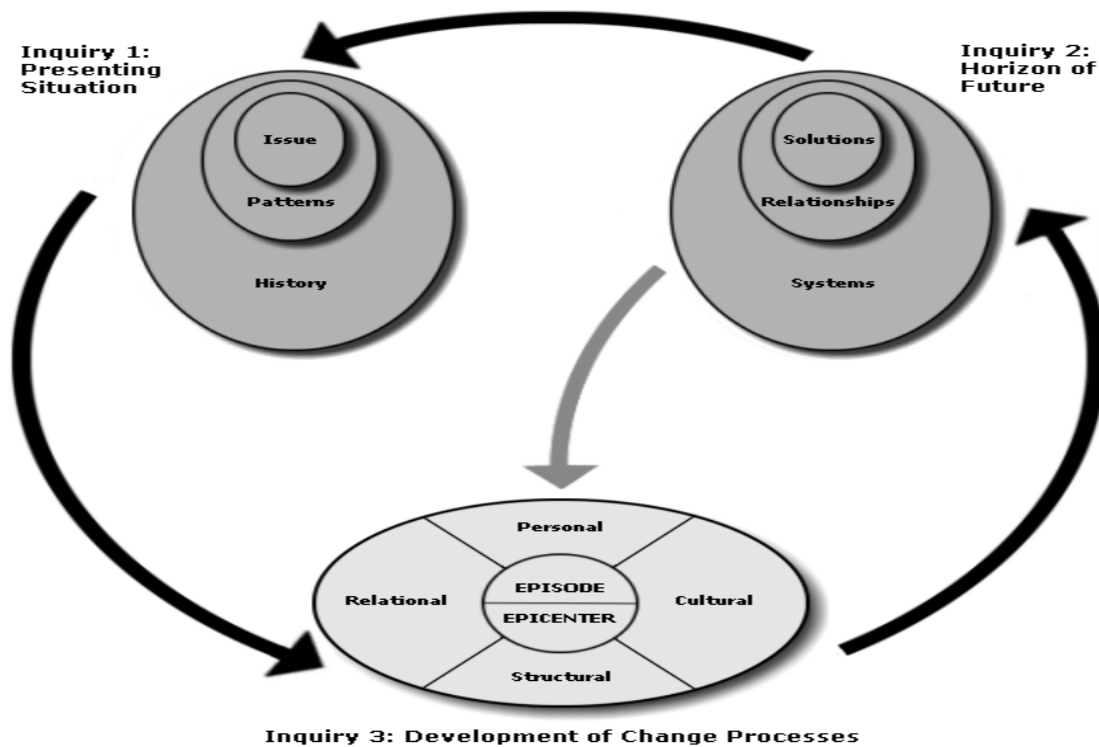 Inquiry 1:
Presenting
Situation
Issue
Patterns
History
Inquiry 2:
Horizon of
Future
Solutions
Relationships
Systems
Personal
Relational
EPISODE
EPICENTER
Cultural
Structural
Inquiry 3: Development of Change Processes